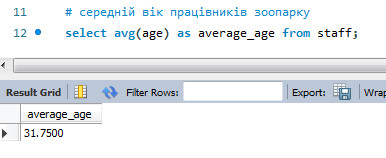 11 # середній вік працівників зоопарку
12 select avg(age) as average_age from staff;
Result Grid Filter Rows: Export: Wrap
average_age
31.7500